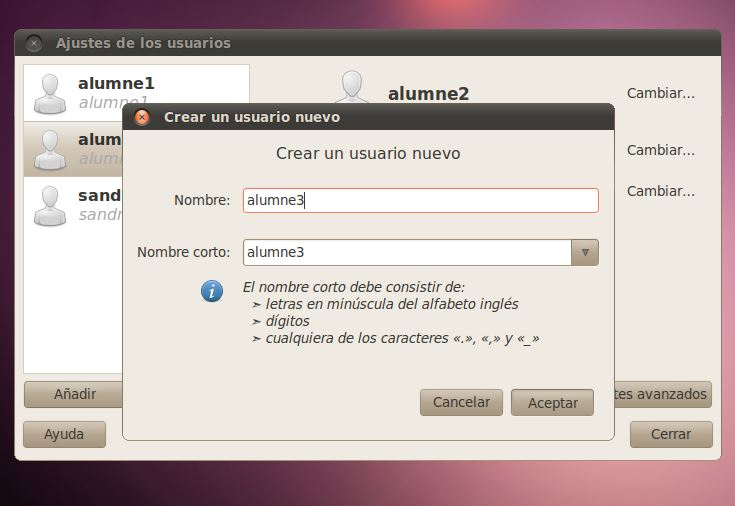 Ajustes de los usuarios
alumne1
alumne1
alumne2
Cambiar...
Cambiar...
Cambiar...
Crear un usuario nuevo
Crear un usuario nuevo
Nombre: alumne3
Nombre corto: alumne3
El nombre corto debe consistir de:
➣ letras en minúscula del alfabeto inglés
➣ dígitos
➣ cualquiera de los caracteres «.», «,» y «_»
Cancelar
Aceptar
Añadir
avanzados
Ayuda
Cerrar